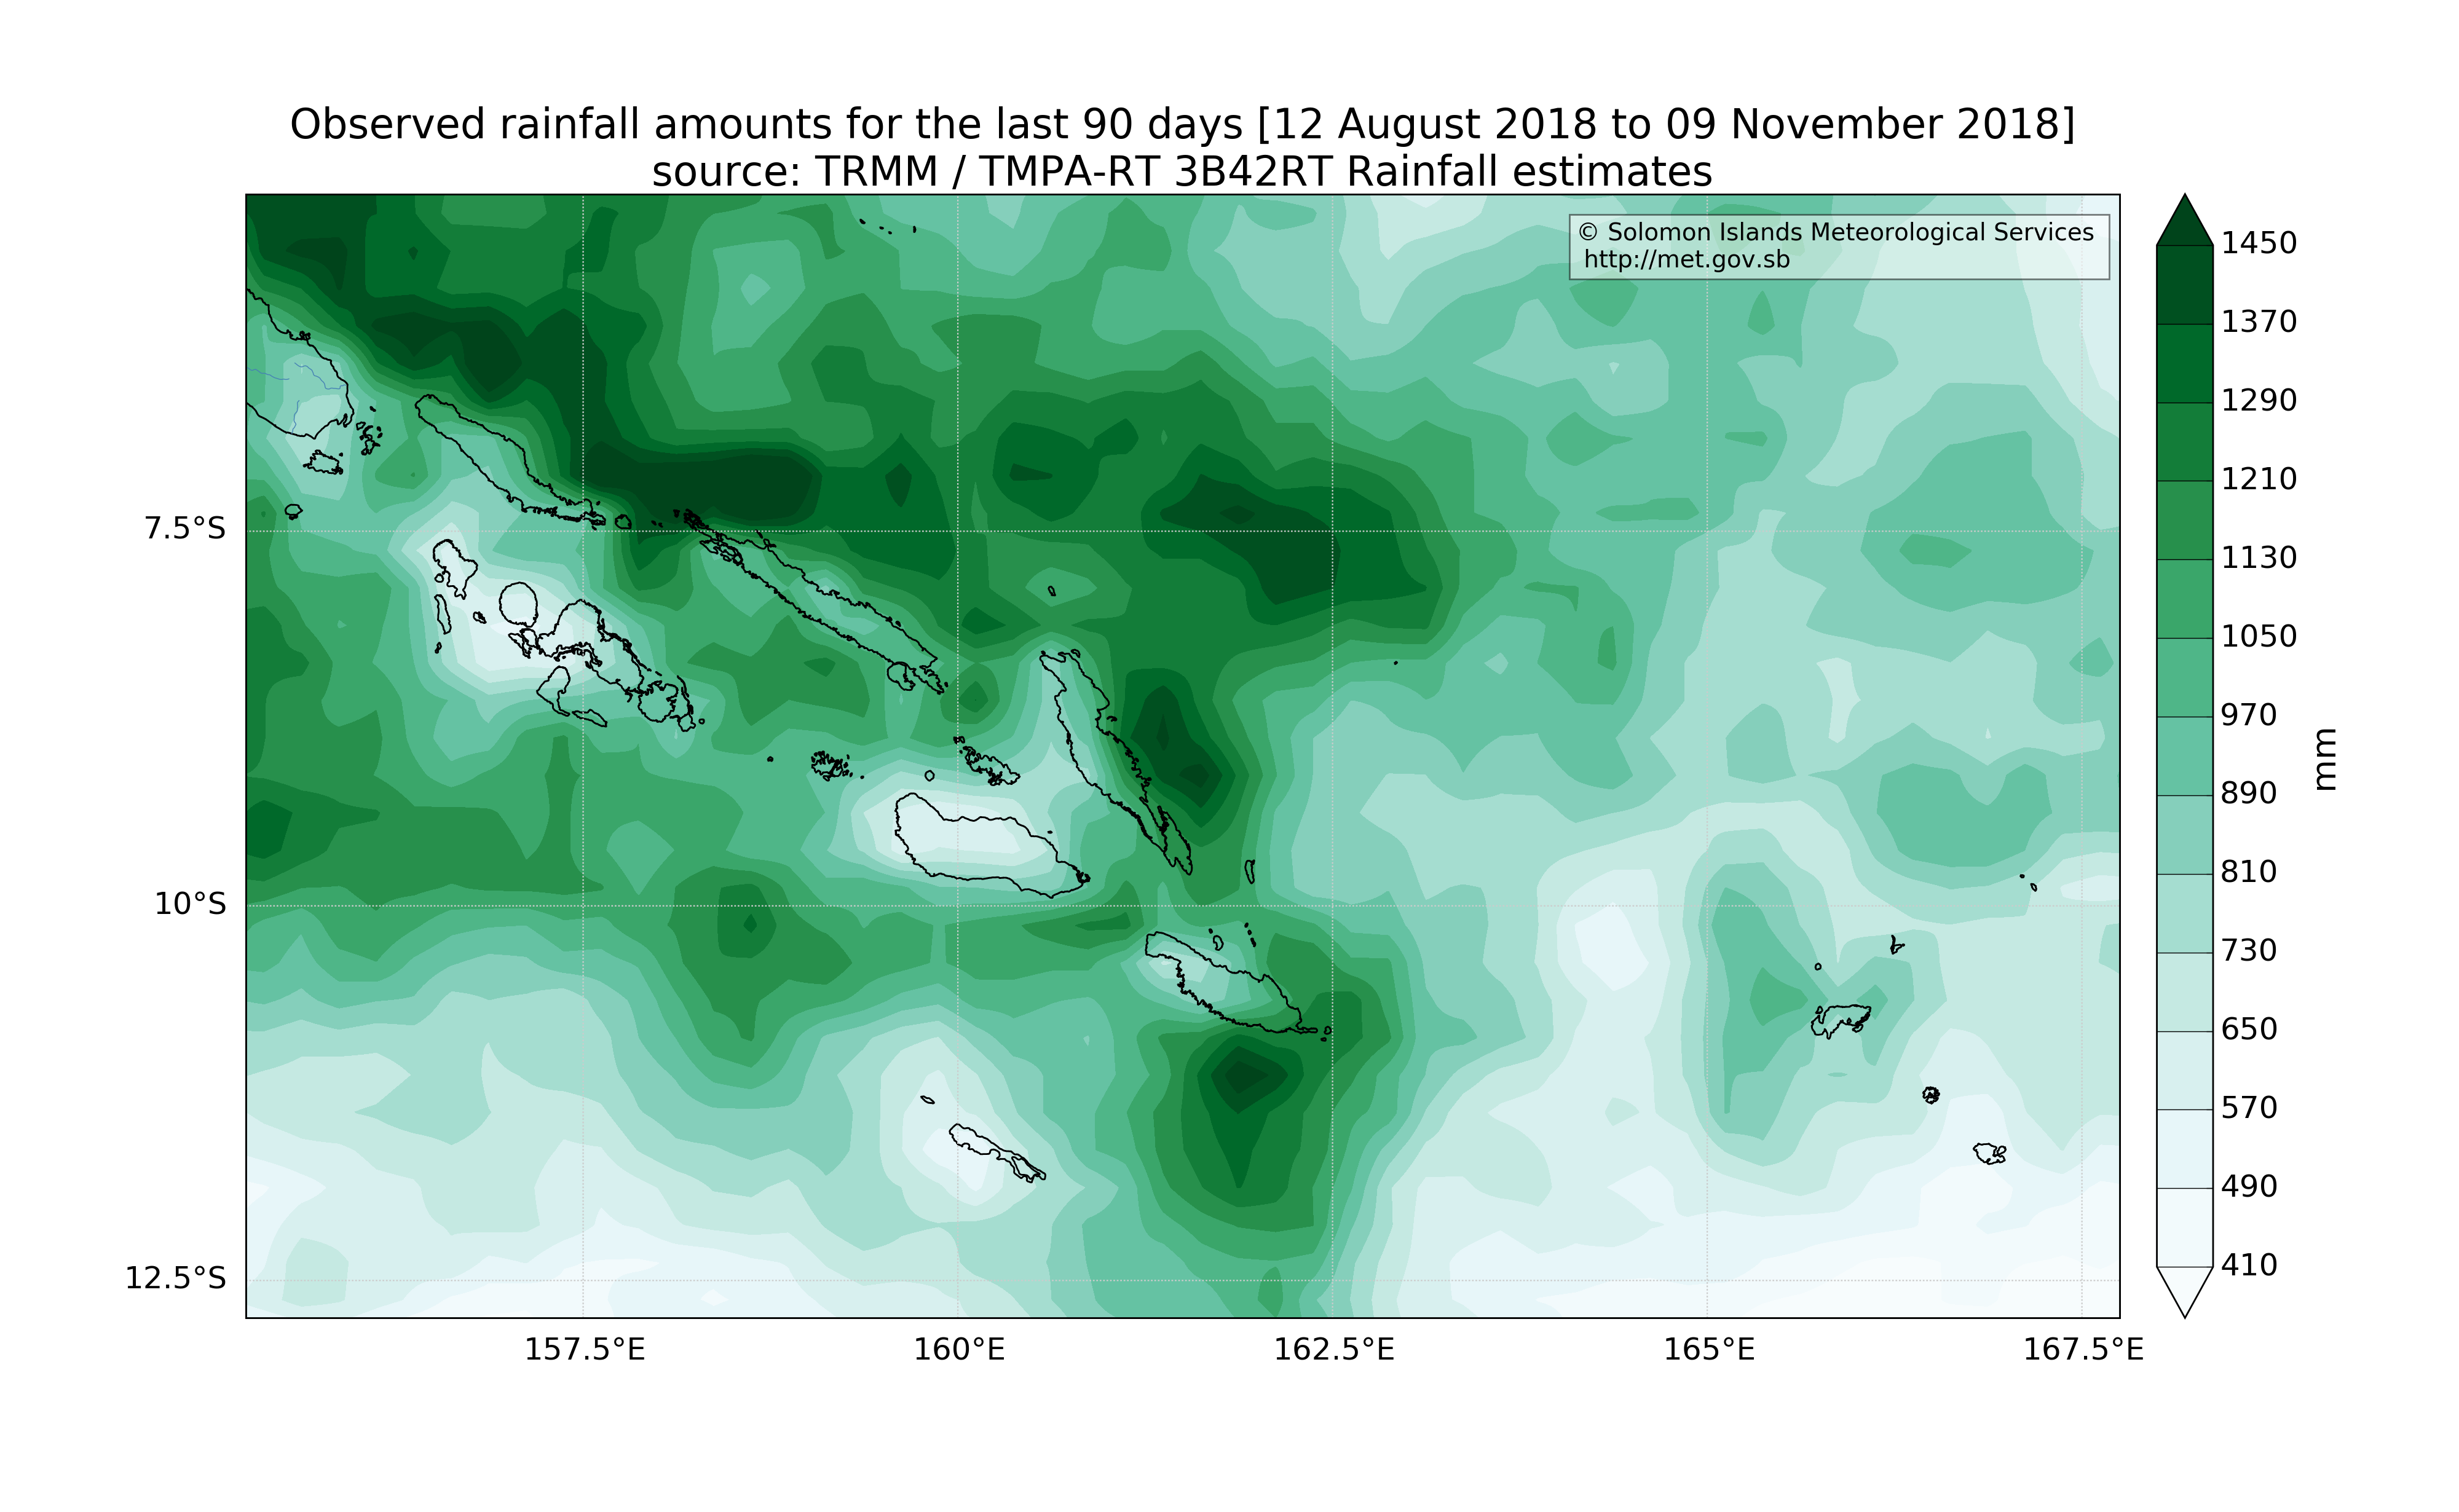 Observed rainfall amounts for the last 90 days [12 August 2018 to 09 November 2018]
source: TRMM / TMPA-RT 3B42RT Rainfall estimates
© Solomon Islands Meteorological Services
http://met.gov.sb
7.5°S
10°S
12.5°S
157.5°E
160°E
162.5°E
165°E
167.5°E
1450
1370
1290
1210
1130
1050
970
890
810
730
650
570
490
410
mm